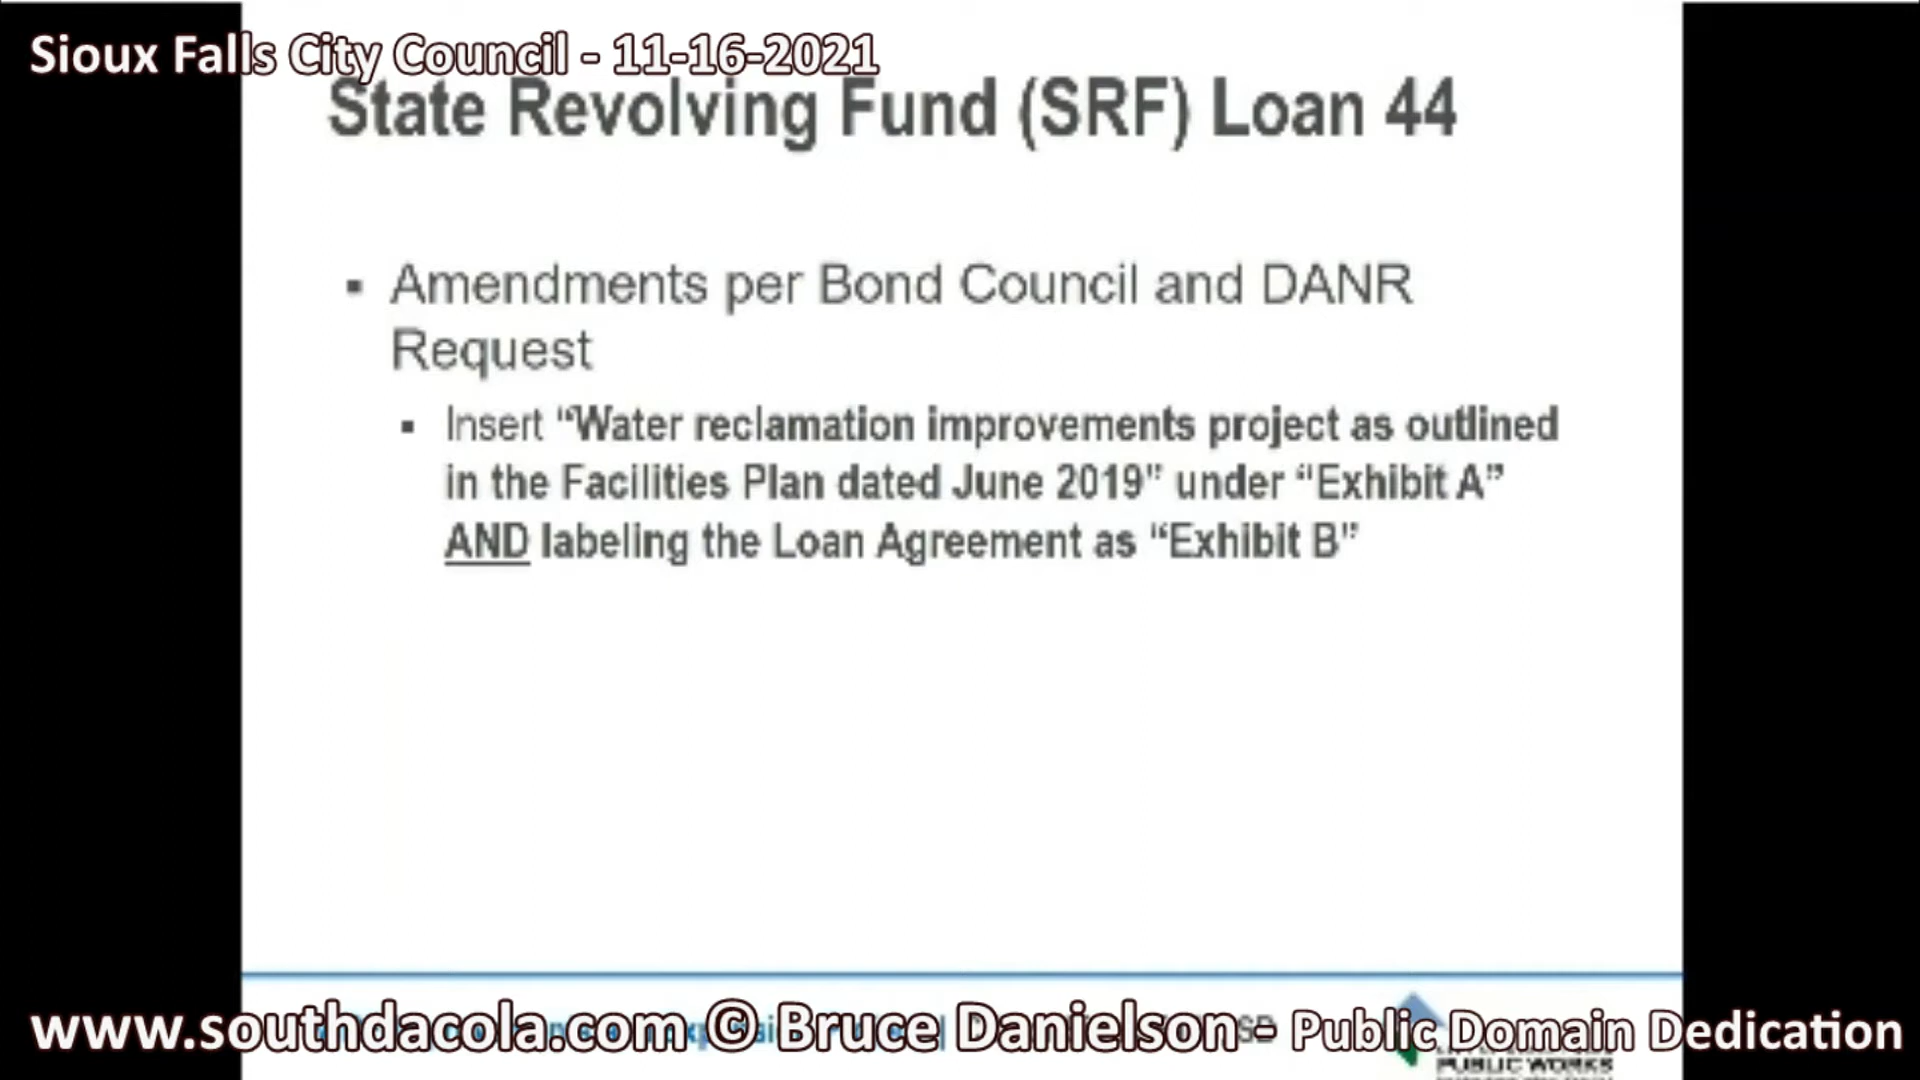 Sioux Falls City Council - 11-16-2021
State Revolving Fund (SRF) Loan 44
▪ Amendments per Bond Council and DANR
Request
▪ Insert “Water reclamation improvements project as outlined
in the Facilities Plan dated June 2019” under “Exhibit A”
AND labeling the Loan Agreement as “Exhibit B”
www.southdacola.com © Bruce Danielson - Public Domain Dedication
PUBLIC WORKS